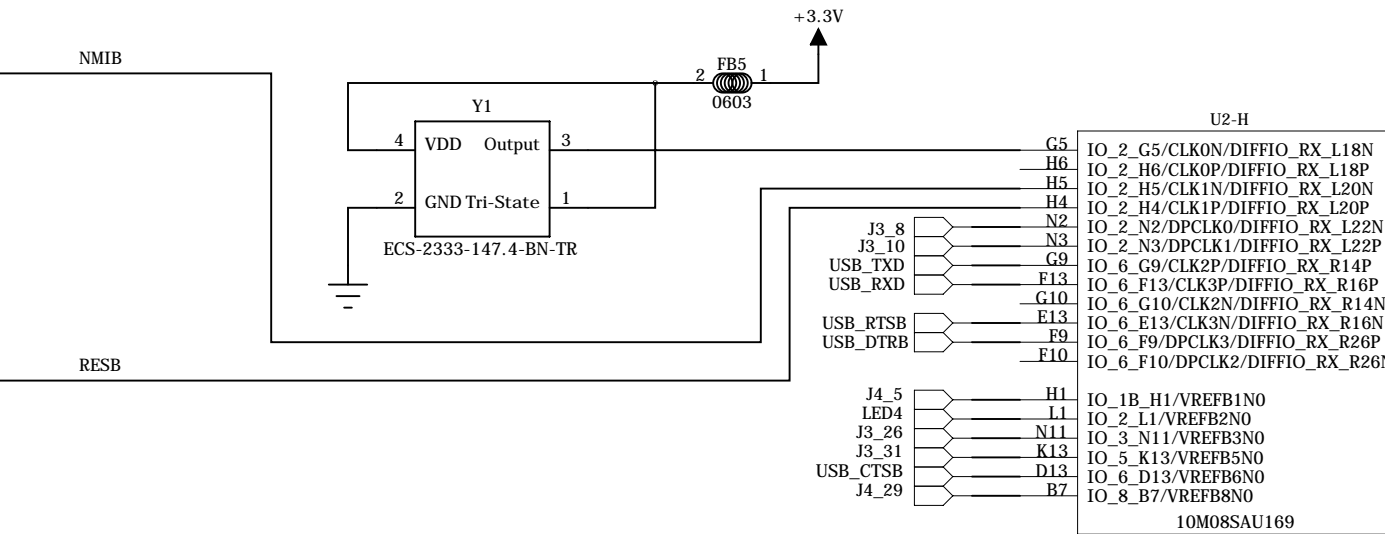 +3.3V
NMIB
FB5
2 1
0603
Y1
U2-H
4 VDD Output 3
G5 IO_2_G5/CLK0N/DIFFIO_RX_L18N
H6 IO_2_H6/CLK0P/DIFFIO_RX_L18P
H5 IO_2_H5/CLK1N/DIFFIO_RX_L20N
2 GND Tri-State 1
H4 IO_2_H4/CLK1P/DIFFIO_RX_L20P
J3_8 N2 IO_2_N2/DPCLK0/DIFFIO_RX_L22N
ECS-2333-147.4-BN-TR
J3_10 N3 IO_2_N3/DPCLK1/DIFFIO_RX_L22P
USB_TXD G9 IO_6_G9/CLK2P/DIFFIO_RX_R14P
USB_RXD F13 IO_6_F13/CLK3P/DIFFIO_RX_R16P
G10 IO_6_G10/CLK2N/DIFFIO_RX_R14N
USB_RTSB E13 IO_6_E13/CLK3N/DIFFIO_RX_R16N
USB_DTRB F9 IO_6_F9/DPCLK3/DIFFIO_RX_R26P
F10 IO_6_F10/DPCLK2/DIFFIO_RX_R26N
RESB
J4_5 H1 IO_1B_H1/VREFB1N0
LED4 L1 IO_2_L1/VREFB2N0
J3_26 N11 IO_3_N11/VREFB3N0
J3_31 K13 IO_5_K13/VREFB5N0
USB_CTSB D13 IO_6_D13/VREFB6N0
J4_29 B7 IO_8_B7/VREFB8N0
10M08SAU169